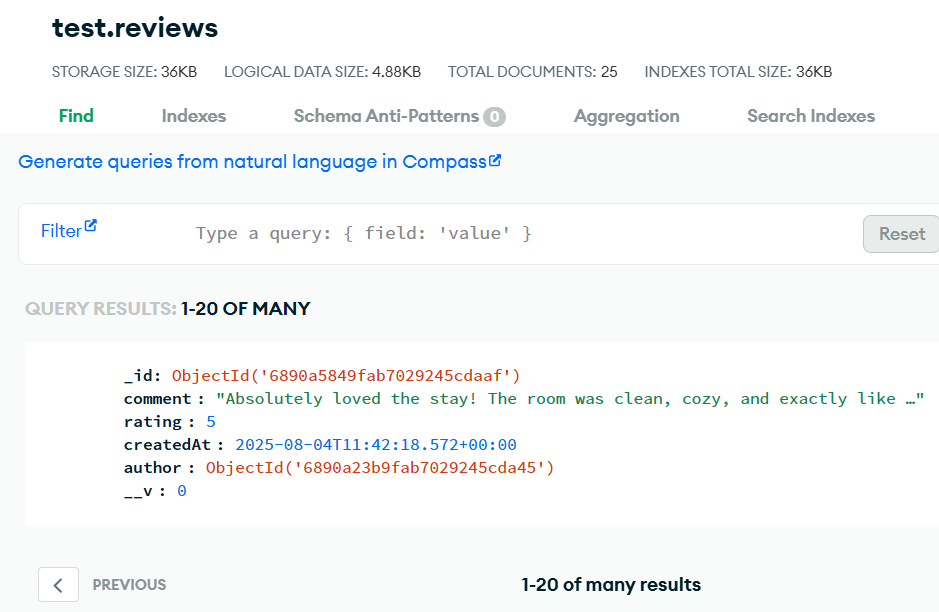 test.reviews
STORAGE SIZE: 36KB LOGICAL DATA SIZE: 4.88KB TOTAL DOCUMENTS: 25 INDEXES TOTAL SIZE: 36KB
Find Indexes Schema Anti-Patterns 0 Aggregation Search Indexes
Generate queries from natural language in Compass
Filter Type a query: { field: 'value' } Reset
QUERY RESULTS: 1-20 OF MANY
_id: ObjectId('6890a5849fab7029245cdaaf')
comment : "Absolutely loved the stay! The room was clean, cozy, and exactly like …"
rating : 5
createdAt : 2025-08-04T11:42:18.572+00:00
author : ObjectId('6890a23b9fab7029245cda45')
__v : 0
PREVIOUS 1-20 of many results